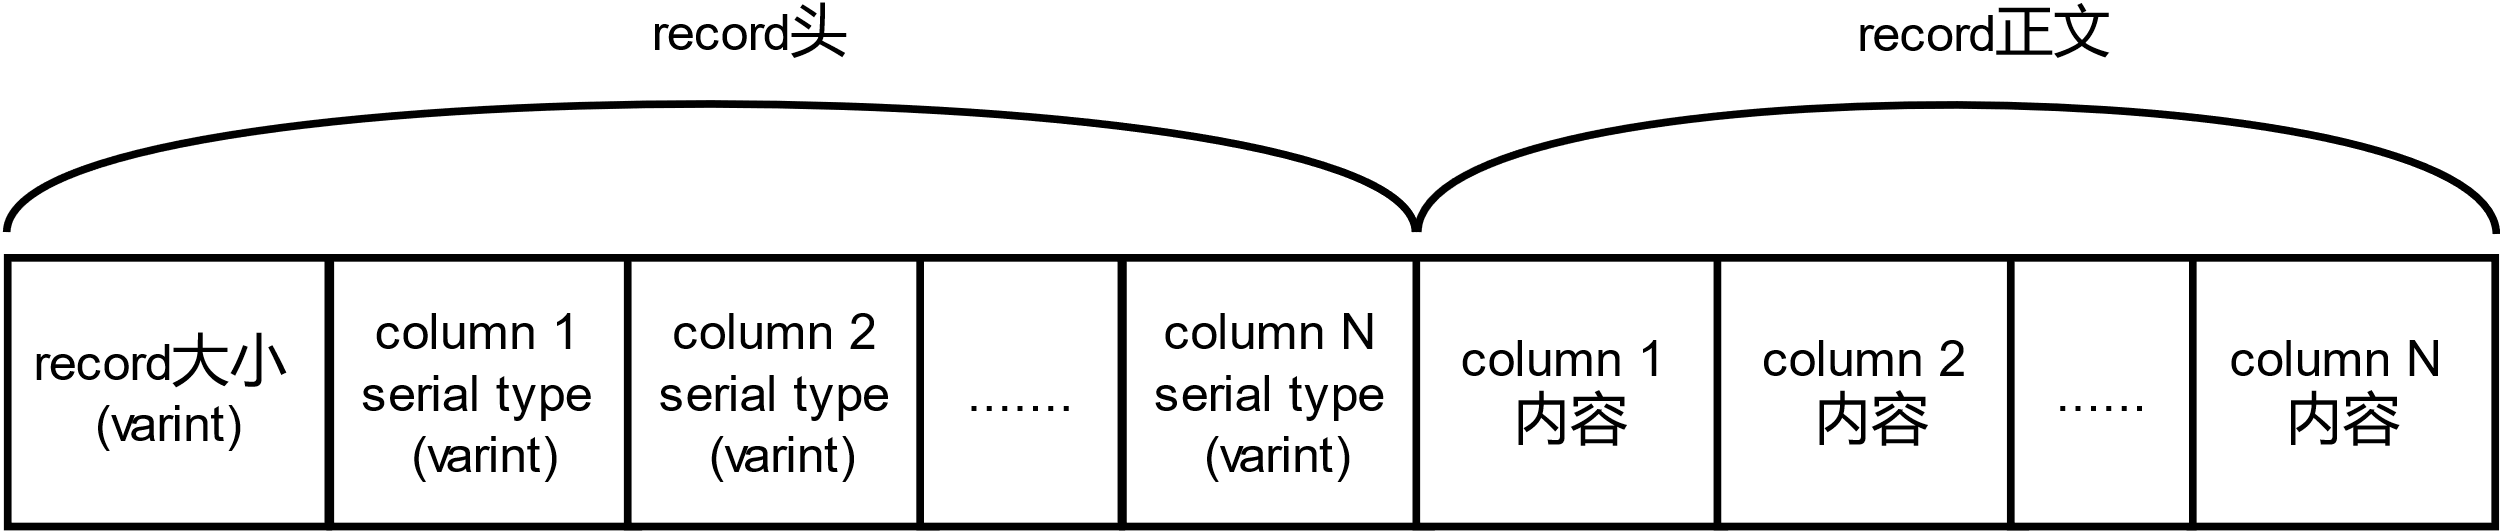 record头
record正文
record大小
(varint)
column 1
serial type
(varint)
column 2
serial type
(varint)
.......
column N
serial type
(varint)
column 1
内容
column 2
内容
......
column N
内容